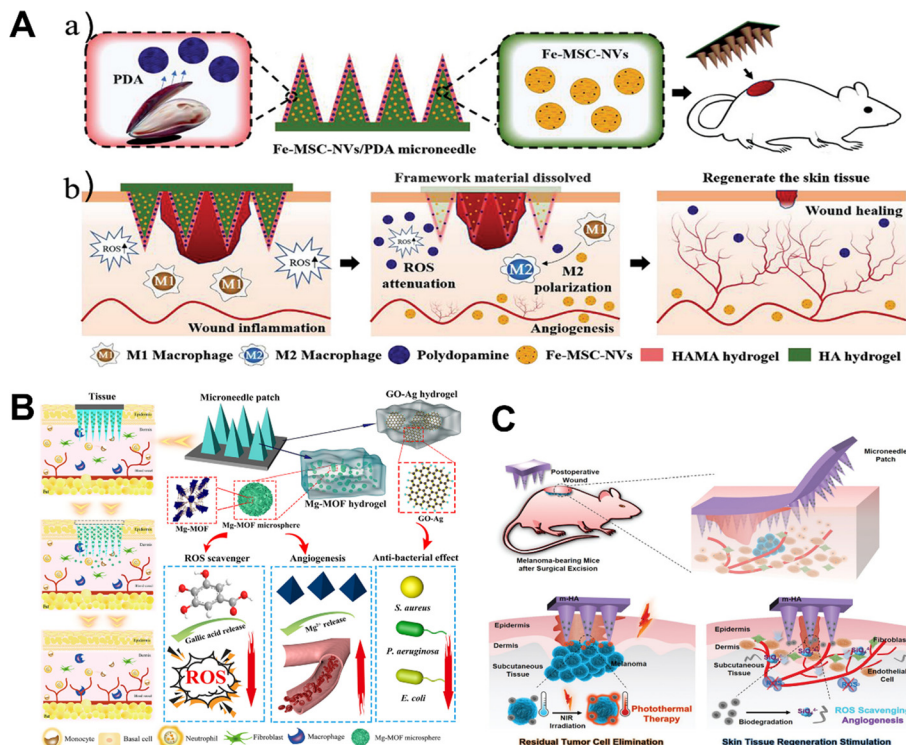 A
a)
PDA
Fe-MSC-NVs
Fe-MSC-NVs/PDA microneedle
b)
Framework material dissolved
Regenerate the skin tissue
ROS
ROS
ROS
ROS
attenuation
M1
M1
M1
M2
M2
polarization
Wound healing
Wound inflammation
Angiogenesis
M1 M1 Macrophage M2 M2 Macrophage Polydopamine Fe-MSC-NVs HAMA hydrogel HA hydrogel
B
Tissue
Epidermis
Dermis
Microneedle patch
GO-Ag hydrogel
Mg-MOF hydrogel
Mg-MOF
Mg-MOF microsphere
GO-Ag
ROS scavenger
Angiogenesis
Anti-bacterial effect
Gallic acid release
Mg²⁺ release
ROS
S. aureus
P. aeruginosa
E. coli
Monocyte Basal cell Neutrophil Fibroblast Macrophage Mg-MOF microsphere
C
Postoperative
Wound
Microneedle
Patch
Melanoma-bearing Mice
after Surgical Excision
m-HA
Epidermis
Dermis
Subcutaneous
Tissue
Melanoma
NIR
Irradiation
Photothermal
Therapy
Residual Tumor Cell Elimination
m-HA
Epidermis
Dermis
Subcutaneous
Tissue
Fibroblast
Endothelial
Cell
Biodegradation
ROS Scavenging
Angiogenesis
Skin Tissue Regeneration Stimulation